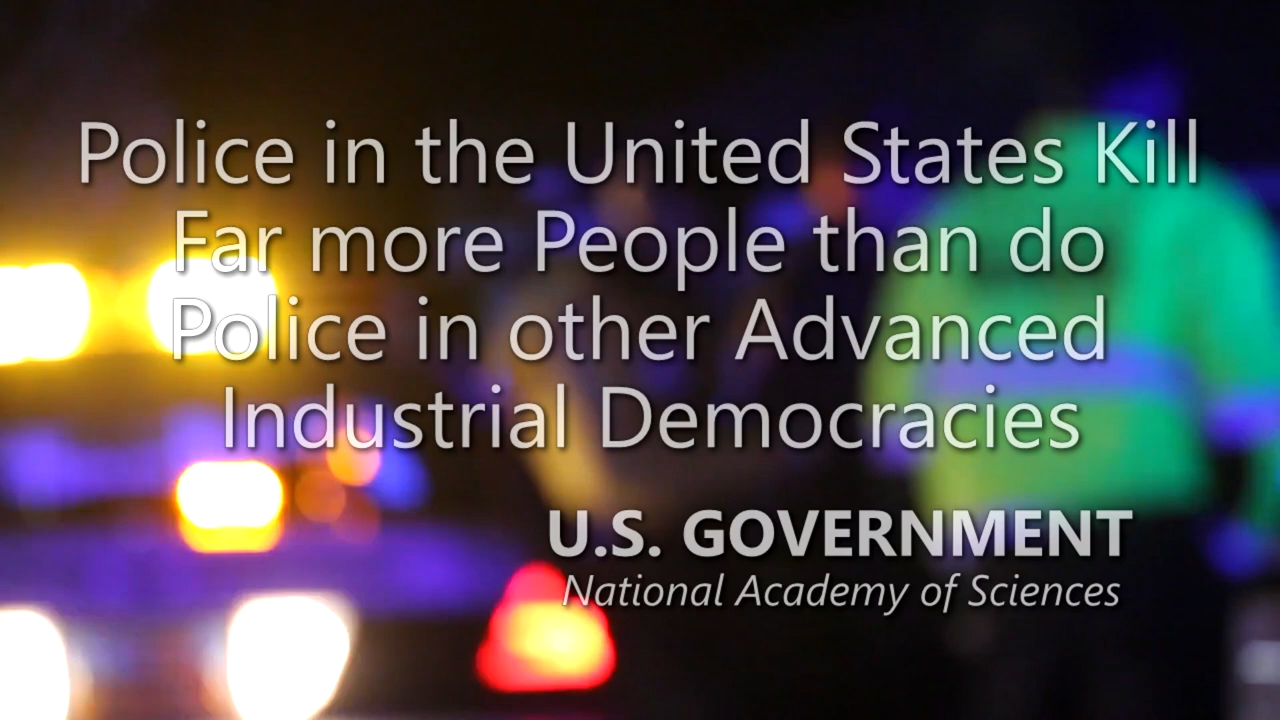 Police in the United States Kill
Far more People than do
Police in other Advanced
Industrial Democracies
U.S. GOVERNMENT
National Academy of Sciences